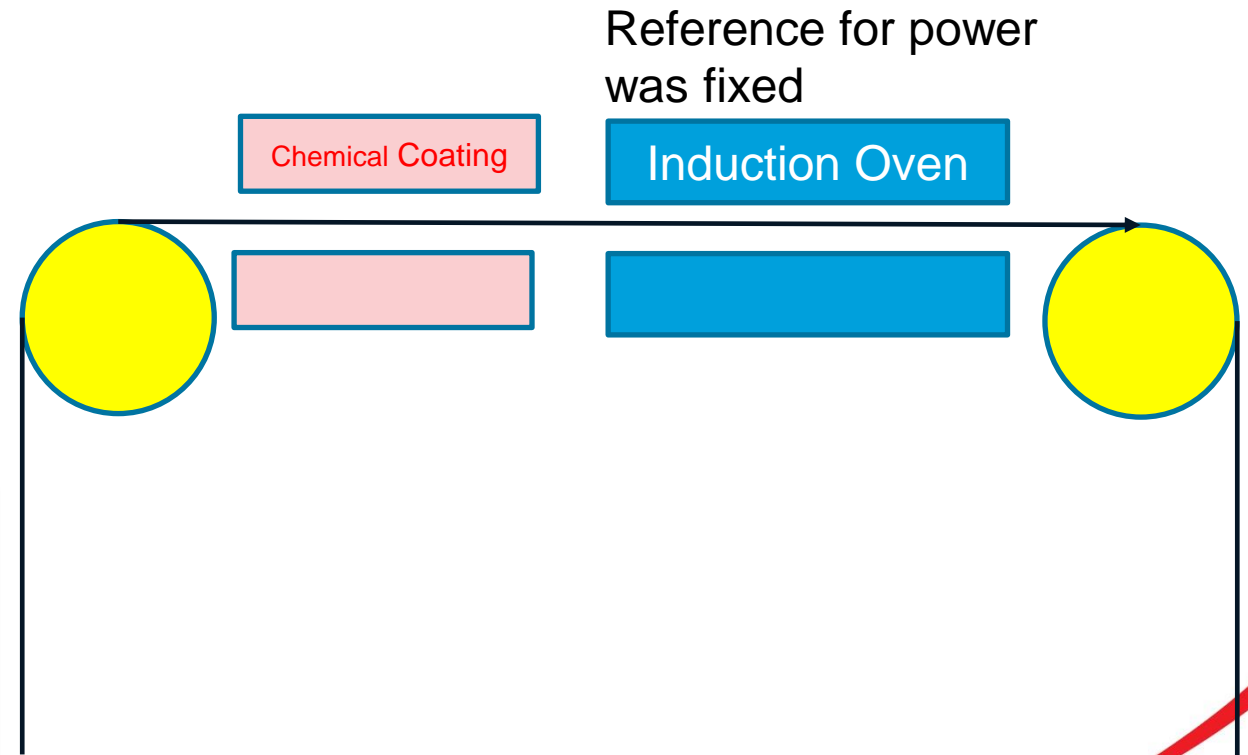 Reference for power
was fixed
Chemical Coating
Induction Oven